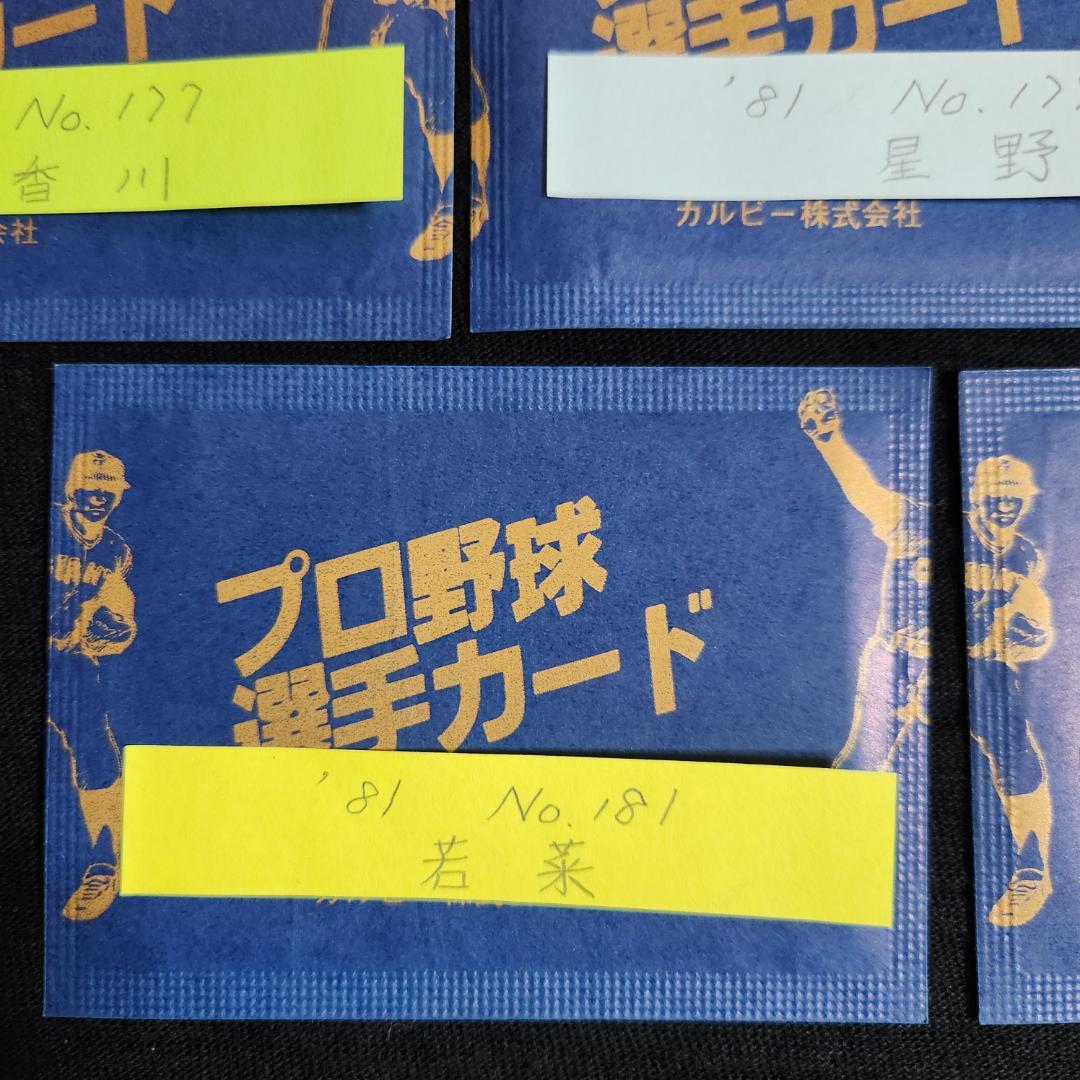 カード
No. 177
香川
会社
選手カード
'81 No. 17
星野
カルビー株式会社
プロ野球
選手カード
'81 No. 181
若菜